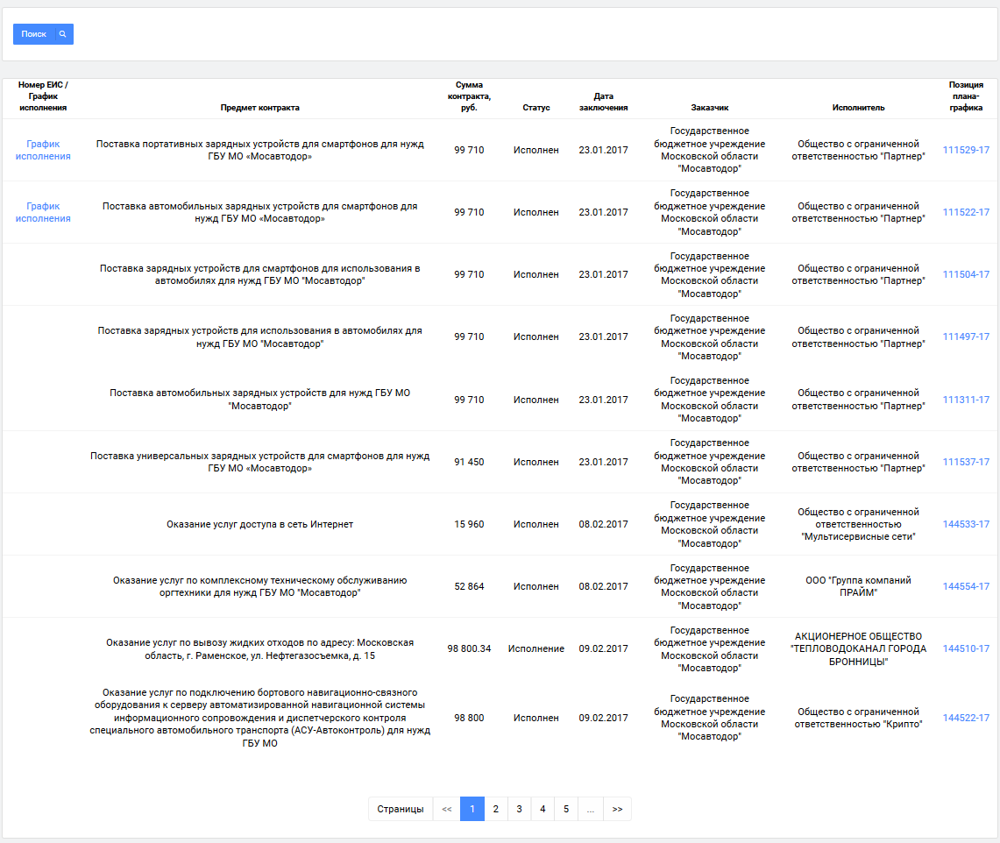 Поиск
Номер ЕИС /
График
исполнения
Предмет контракта
Сумма
контракта,
руб.
Статус
Дата
заключения
Заказчик
Исполнитель
Позиция
плана-
графика
График
исполнения
Поставка портативных зарядных устройств для смартфонов для нужд
ГБУ МО «Мосавтодор»
99 710
Исполнен
23.01.2017
Государственное
бюджетное учреждение
Московской области
"Мосавтодор"
Общество с ограниченной
ответственностью "Партнер"
111529-17
График
исполнения
Поставка автомобильных зарядных устройств для смартфонов для
нужд ГБУ МО «Мосавтодор»
99 710
Исполнен
23.01.2017
Государственное
бюджетное учреждение
Московской области
"Мосавтодор"
Общество с ограниченной
ответственностью "Партнер"
111522-17
Поставка зарядных устройств для смартфонов для использования в
автомобилях для нужд ГБУ МО "Мосавтодор"
99 710
Исполнен
23.01.2017
Государственное
бюджетное учреждение
Московской области
"Мосавтодор"
Общество с ограниченной
ответственностью "Партнер"
111504-17
Поставка зарядных устройств для использования в автомобилях для
нужд ГБУ МО "Мосавтодор"
99 710
Исполнен
23.01.2017
Государственное
бюджетное учреждение
Московской области
"Мосавтодор"
Общество с ограниченной
ответственностью "Партнер"
111497-17
Поставка автомобильных зарядных устройств для нужд ГБУ МО
"Мосавтодор"
99 710
Исполнен
23.01.2017
Государственное
бюджетное учреждение
Московской области
"Мосавтодор"
Общество с ограниченной
ответственностью "Партнер"
111311-17
Поставка универсальных зарядных устройств для смартфонов для нужд
ГБУ МО «Мосавтодор»
91 450
Исполнен
23.01.2017
Государственное
бюджетное учреждение
Московской области
"Мосавтодор"
Общество с ограниченной
ответственностью "Партнер"
111537-17
Оказание услуг доступа в сеть Интернет
15 960
Исполнен
08.02.2017
Государственное
бюджетное учреждение
Московской области
"Мосавтодор"
Общество с ограниченной
ответственностью
"Мультисервисные сети"
144533-17
Оказание услуг по комплексному техническому обслуживанию
оргтехники для нужд ГБУ МО "Мосавтодор"
52 864
Исполнен
08.02.2017
Государственное
бюджетное учреждение
Московской области
"Мосавтодор"
ООО "Группа компаний
ПРАЙМ"
144554-17
Оказание услуг по вывозу жидких отходов по адресу: Московская
область, г. Раменское, ул. Нефтегазосъемка, д. 15
98 800.34
Исполнение
09.02.2017
Государственное
бюджетное учреждение
Московской области
"Мосавтодор"
АКЦИОНЕРНОЕ ОБЩЕСТВО
"ТЕПЛОВОДОКАНАЛ ГОРОДА
БРОННИЦЫ"
144510-17
Оказание услуг по подключению бортового навигационно-связного
оборудования к серверу автоматизированной навигационной системы
информационного сопровождения и диспетчерского контроля
специального автомобильного транспорта (АСУ-Автоконтроль) для нужд
ГБУ МО
98 800
Исполнен
09.02.2017
Государственное
бюджетное учреждение
Московской области
"Мосавтодор"
Общество с ограниченной
ответственностью "Крипто"
144522-17
Страницы << 1 2 3 4 5 ... >>